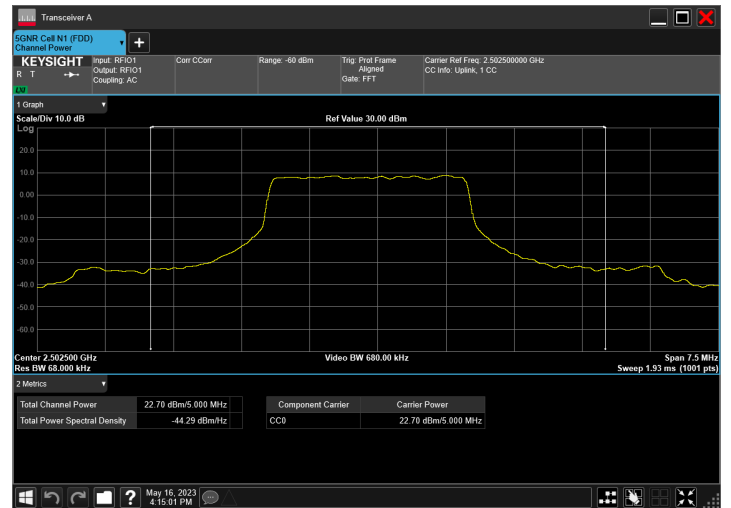 Transceiver A
5GNR Cell N1 (FDD)
Channel Power
+
KEYSIGHT
R T
LXI
Input: RFIO1
Output: RFIO1
Coupling: AC
Corr CCorr
Range: -60 dBm
Trig: Prot Frame
Aligned
Gate: FFT
Carrier Ref Freq: 2.502500000 GHz
CC Info: Uplink, 1 CC
1 Graph
Scale/Div 10.0 dB
Ref Value 30.00 dBm
Log
20.0
10.0
0.00
-10.0
-20.0
-30.0
-40.0
-50.0
-60.0
Center 2.502500 GHz
Video BW 680.00 kHz
Span 7.5 MHz
Res BW 68.000 kHz
Sweep 1.93 ms (1001 pts)
2 Metrics
Total Channel Power 22.70 dBm/5.000 MHz
Total Power Spectral Density -44.29 dBm/Hz
Component Carrier Carrier Power
CC0 22.70 dBm/5.000 MHz
?
May 16, 2023
4:15:01 PM